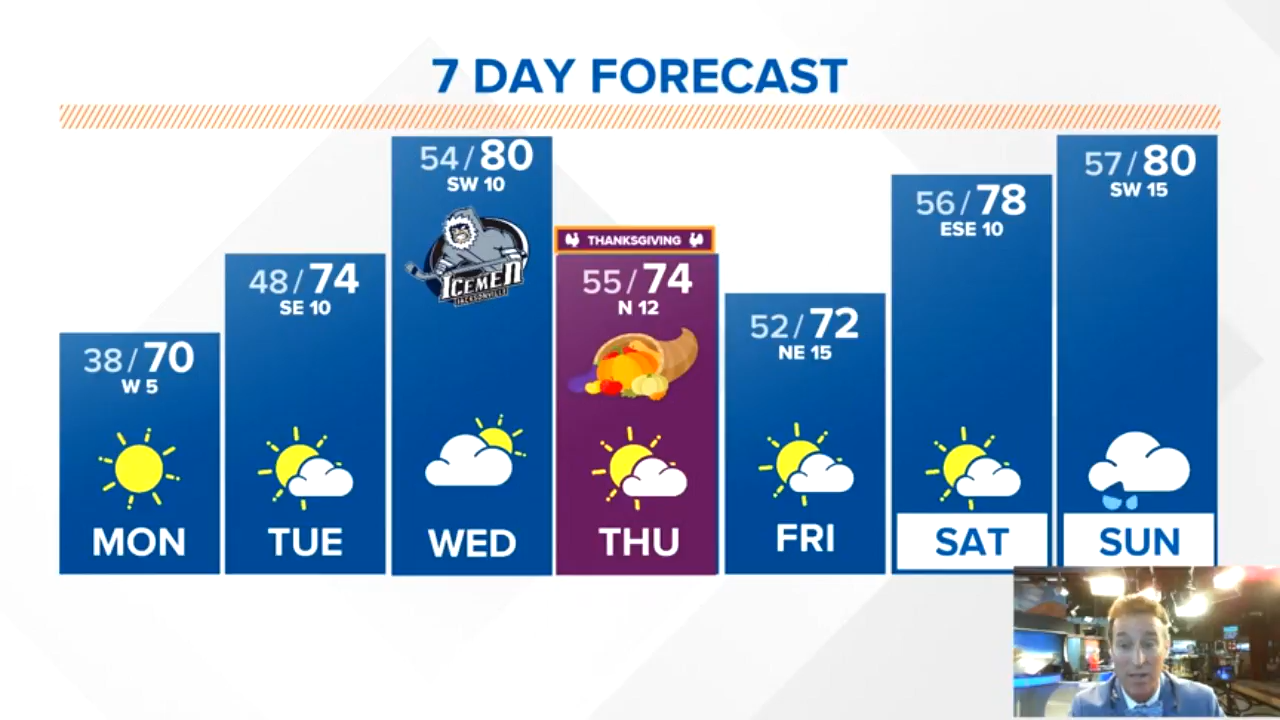 7 DAY FORECAST
38/70
W 5
MON
48/74
SE 10
TUE
54/80
SW 10
ICEMEN
JACKSONVILLE
WED
THANKSGIVING
55/74
N 12
THU
52/72
NE 15
FRI
56/78
ESE 10
SAT
57/80
SW 15
SUN